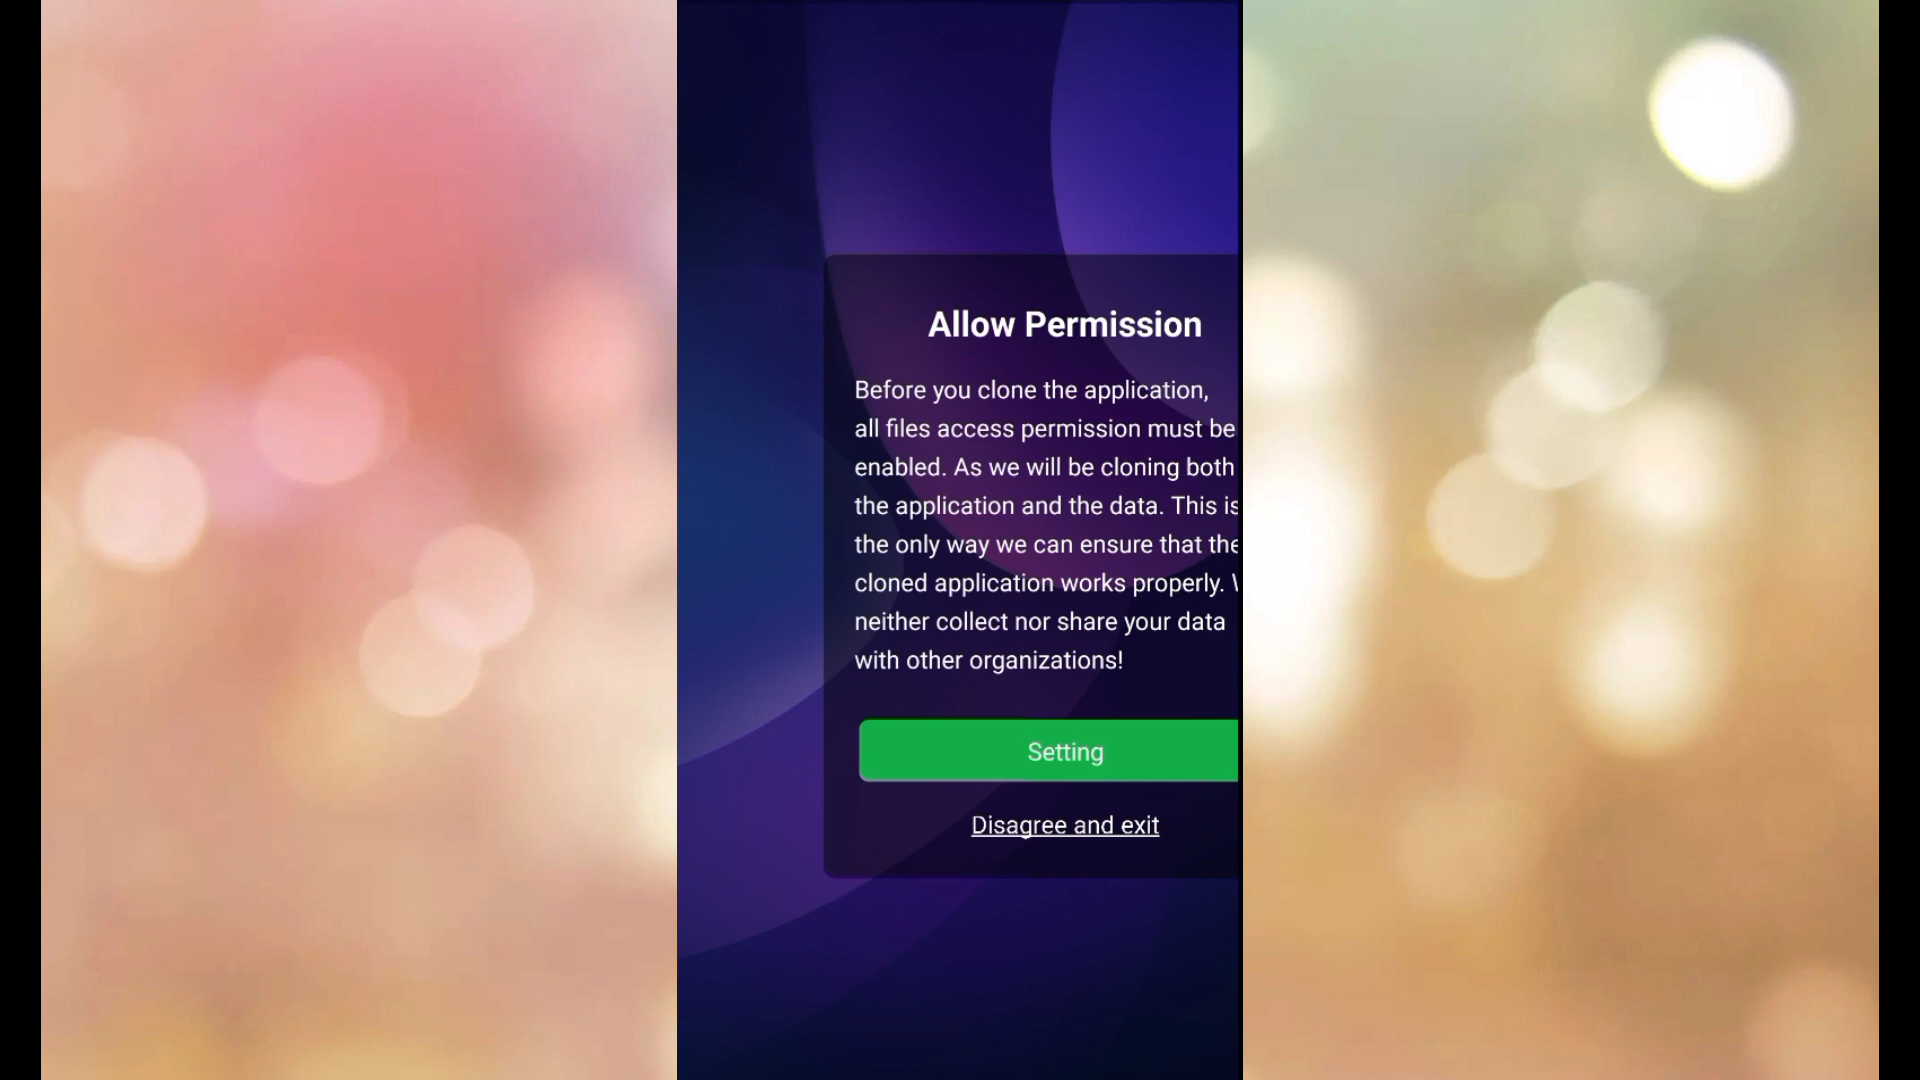 Allow Permission
Before you clone the application,
all files access permission must be
enabled. As we will be cloning both
the application and the data. This is
the only way we can ensure that the
cloned application works properly.
neither collect nor share your data
with other organizations!
Setting
Disagree and exit